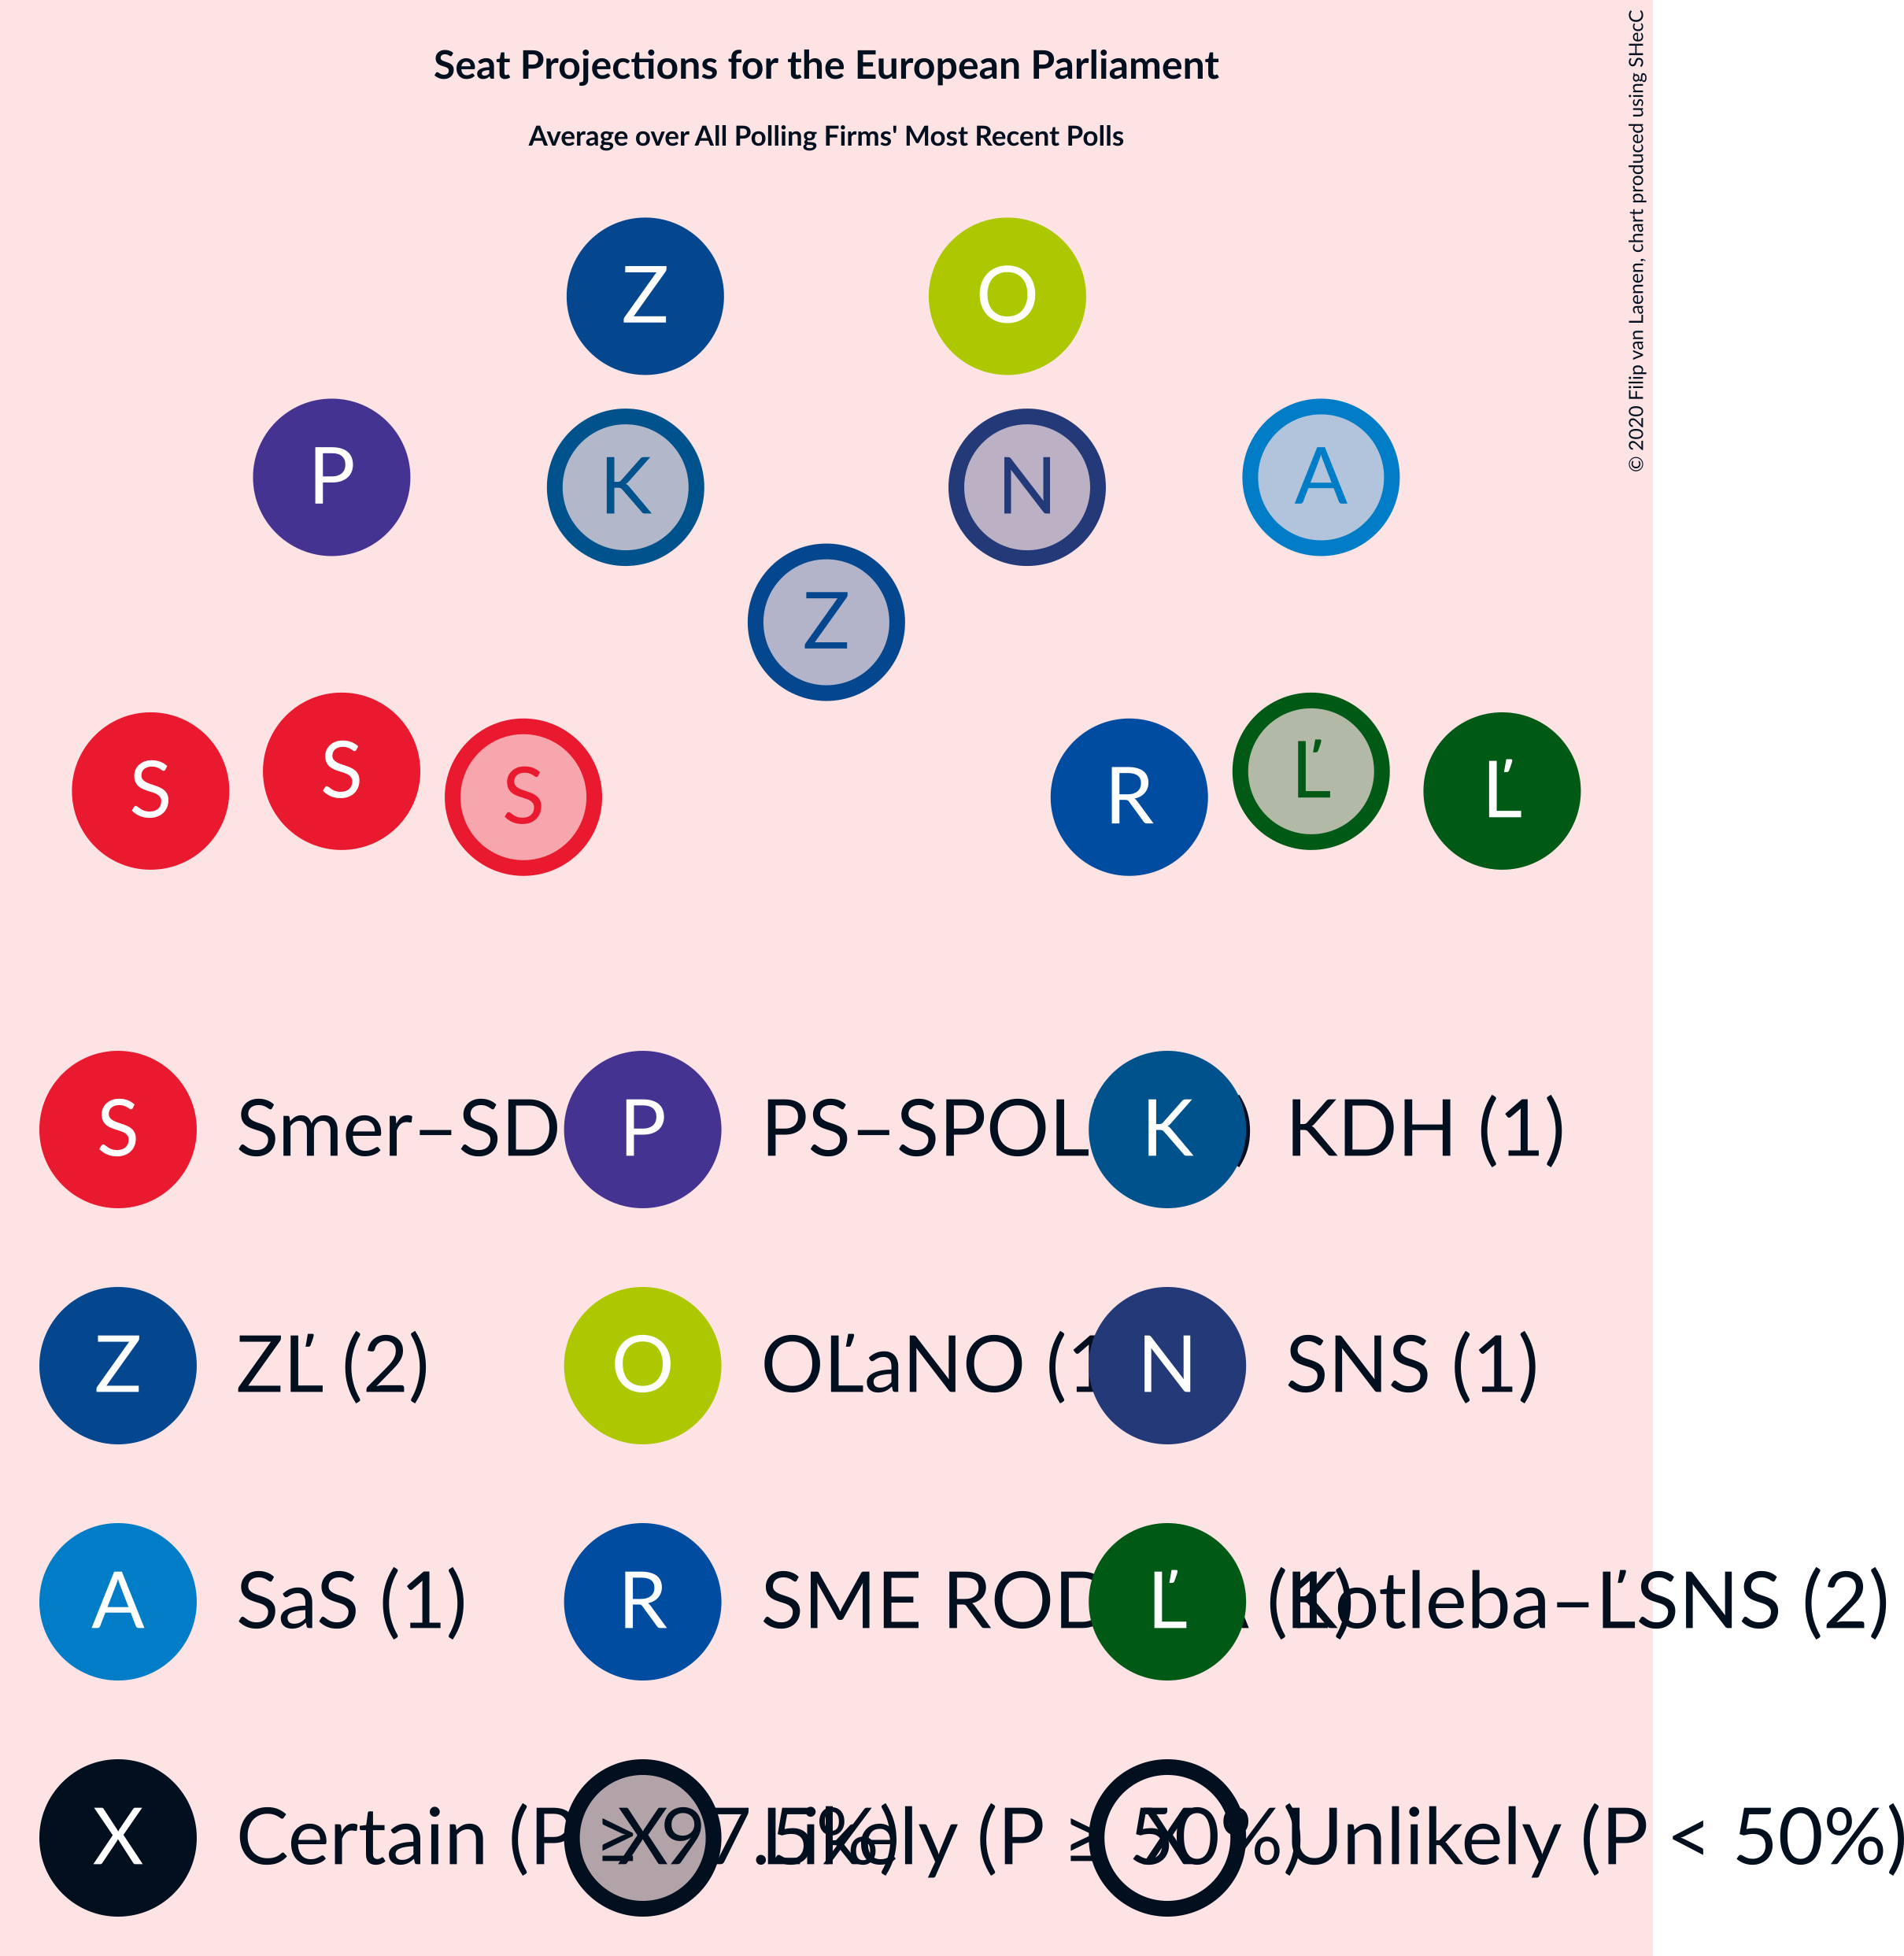 Seat Projections for the European Parliament
Average over All Polling Firms' Most Recent Polls
© 2020 Filip van Laenen, chart produced using SHecC
Z O
P K N A
Z
S S S R Ľ Ľ
S Smer–SD P PS–SPOL K KDH (1)
Z ZĽ (2) O OĽaNO (1 N SNS (1)
A SaS (1) R SME ROD Ľ Kotleba–ĽSNS (2)
X Certain (P ≥ 97.5%) X Likely (P ≥ 50%) X Unlikely (P < 50%)